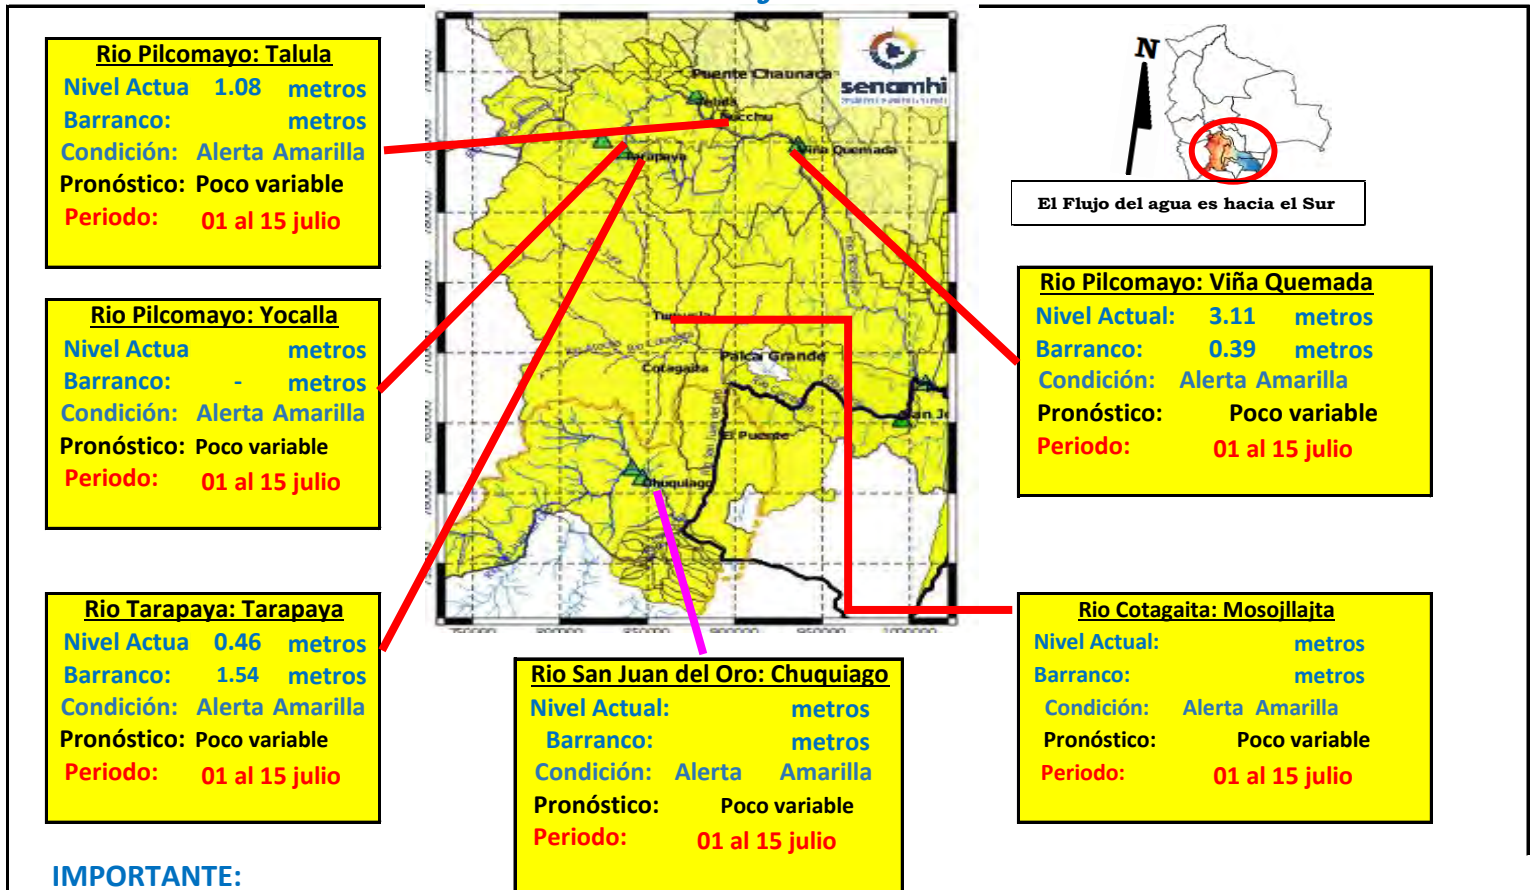 Rio Pilcomayo: Talula
Nivel Actua 1.08 metros
Barranco: metros
Condición: Alerta Amarilla
Pronóstico: Poco variable
Periodo: 01 al 15 julio
Rio Pilcomayo: Yocalla
Nivel Actua metros
Barranco: - metros
Condición: Alerta Amarilla
Pronóstico: Poco variable
Periodo: 01 al 15 julio
Rio Tarapaya: Tarapaya
Nivel Actua 0.46 metros
Barranco: 1.54 metros
Condición: Alerta Amarilla
Pronóstico: Poco variable
Periodo: 01 al 15 julio
IMPORTANTE:
senamhi
Puente Chaunaca
Talula
Tarapaya
Viña Quemada
Palca Grande
Cotagaita
El Puente
Chuquiago
850000
1000000
Rio San Juan del Oro: Chuquiago
Nivel Actual: metros
Barranco: metros
Condición: Alerta Amarilla
Pronóstico: Poco variable
Periodo: 01 al 15 julio
N
El Flujo del agua es hacia el Sur
Rio Pilcomayo: Viña Quemada
Nivel Actual: 3.11 metros
Barranco: 0.39 metros
Condición: Alerta Amarilla
Pronóstico: Poco variable
Periodo: 01 al 15 julio
Rio Cotagaita: Mosojllajta
Nivel Actual: metros
Barranco: metros
Condición: Alerta Amarilla
Pronóstico: Poco variable
Periodo: 01 al 15 julio